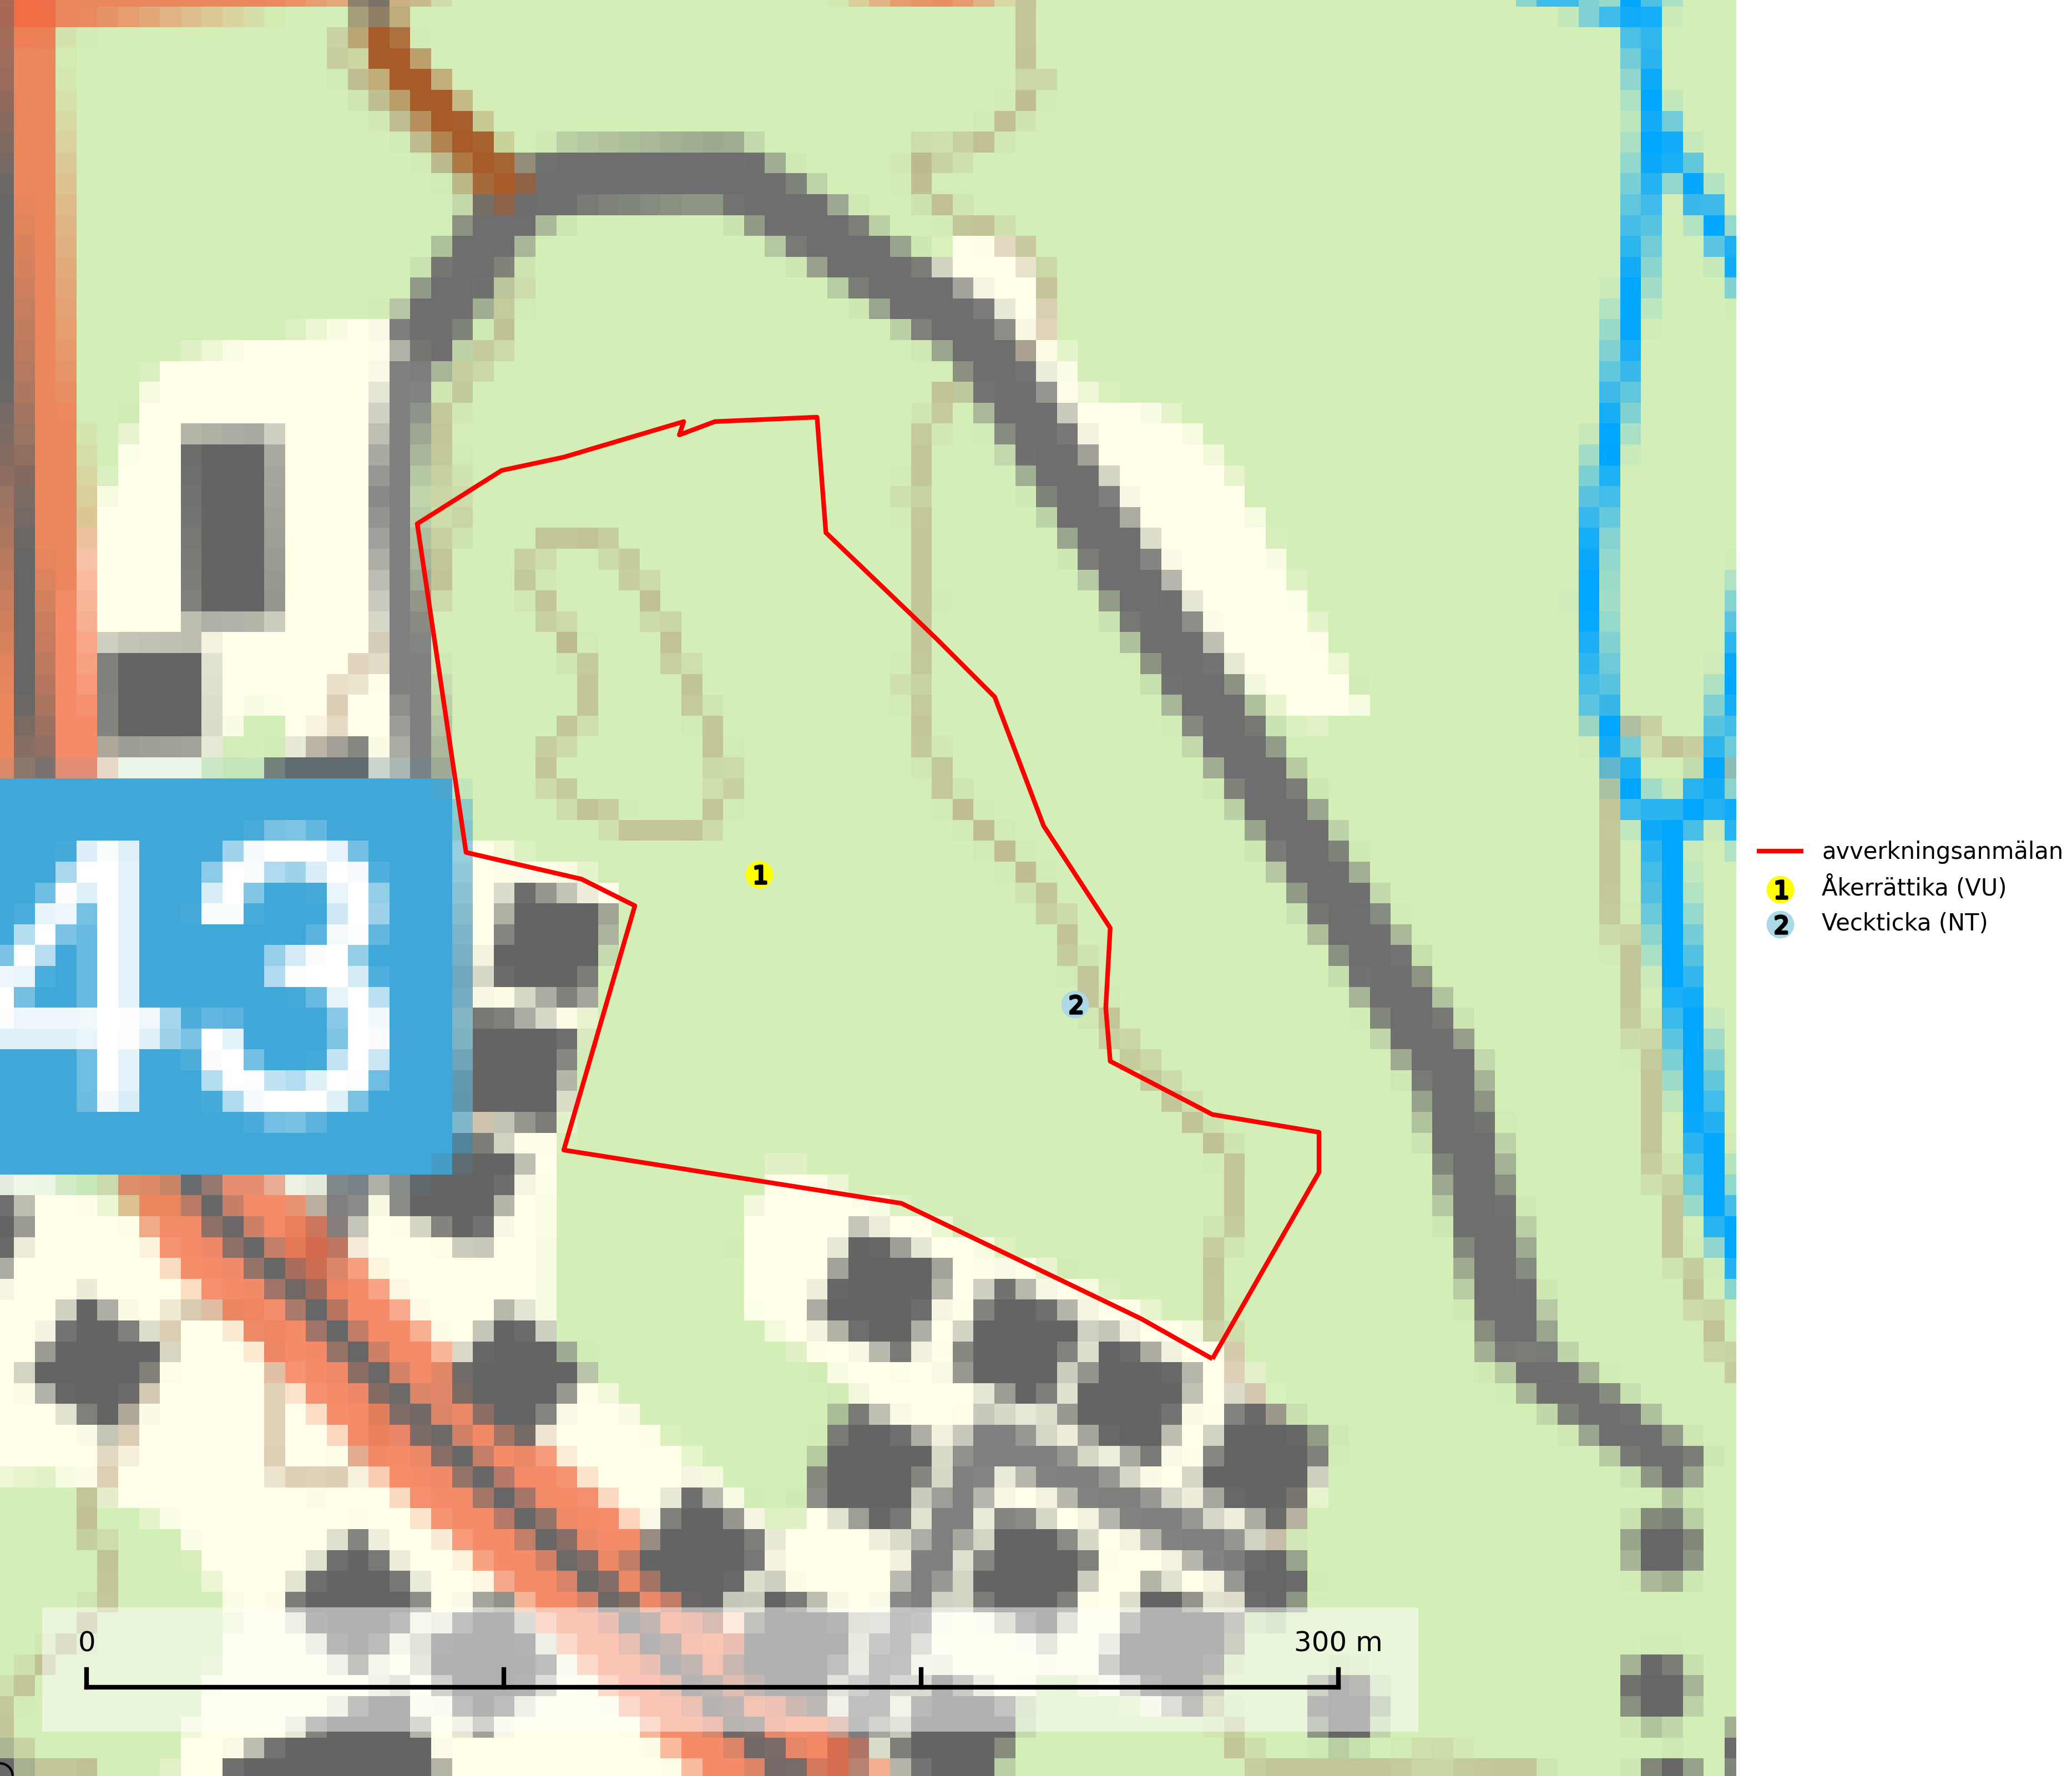 43
avverkningsanmälan
1 Åkerrättika (VU)
2 Veckticka (NT)
1
2
0 300 m